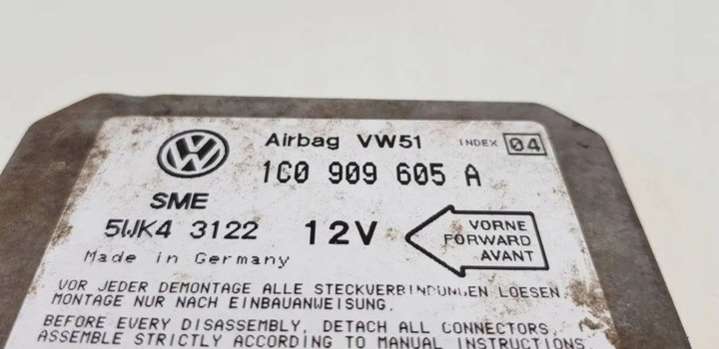 Airbag VW51 INDEX 04
1C0 909 605 A
SME
5WK4 3122 12V
VORNE
FORWARD
AVANT
Made in Germany
VOR JEDER DEMONTAGE ALLE STECKVERBINDUNGEN LOESEN.
MONTAGE NUR NACH EINBAUANWEISUNG.
BEFORE EVERY DISASSEMBLY, DETACH ALL CONNECTORS.
ASSEMBLE STRICTLY ACCORDING TO MANUAL INSTRUCTIONS